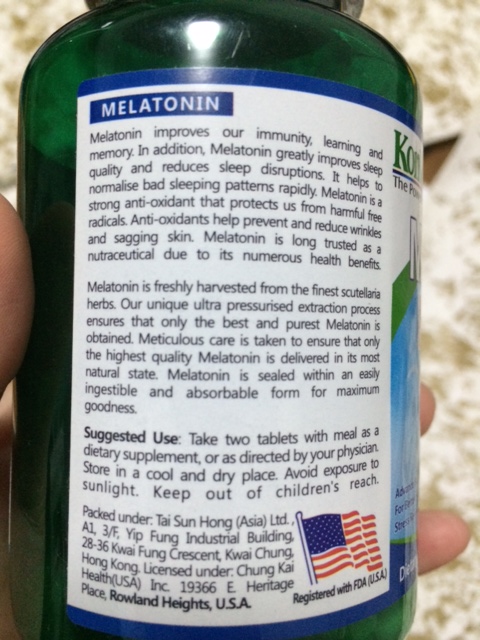 MELATONIN
Melatonin improves our immunity, learning and
memory. In addition, Melatonin greatly improves sleep
quality and reduces sleep disruptions. It helps to
normalise bad sleeping patterns rapidly. Melatonin is a
strong anti-oxidant that protects us from harmful free
radicals. Anti-oxidants help prevent and reduce wrinkles
and sagging skin. Melatonin is long trusted as a
nutraceutical due to its numerous health benefits.
Melatonin is freshly harvested from the finest scutellaria
herbs. Our unique ultra pressurised extraction process
ensures that only the best and purest Melatonin is
obtained. Meticulous care is taken to ensure that only
the highest quality Melatonin is delivered in its most
natural state. Melatonin is sealed within an easily
ingestible and absorbable form for maximum
goodness.
Suggested Use: Take two tablets with meal as a
dietary supplement, or as directed by your physician.
Store in a cool and dry place. Avoid exposure to
sunlight. Keep out of children's reach.
Packed under: Tai Sun Hong (Asia) Ltd.,
A1, 3/F, Yip Fung Industrial Building,
28-36 Kwai Fung Crescent, Kwai Chung,
Hong Kong. Licensed under: Chung Kai
Health(USA) Inc. 19366 E. Heritage
Place, Rowland Heights, U.S.A.
Registered with FDA (U.S.A.)
The